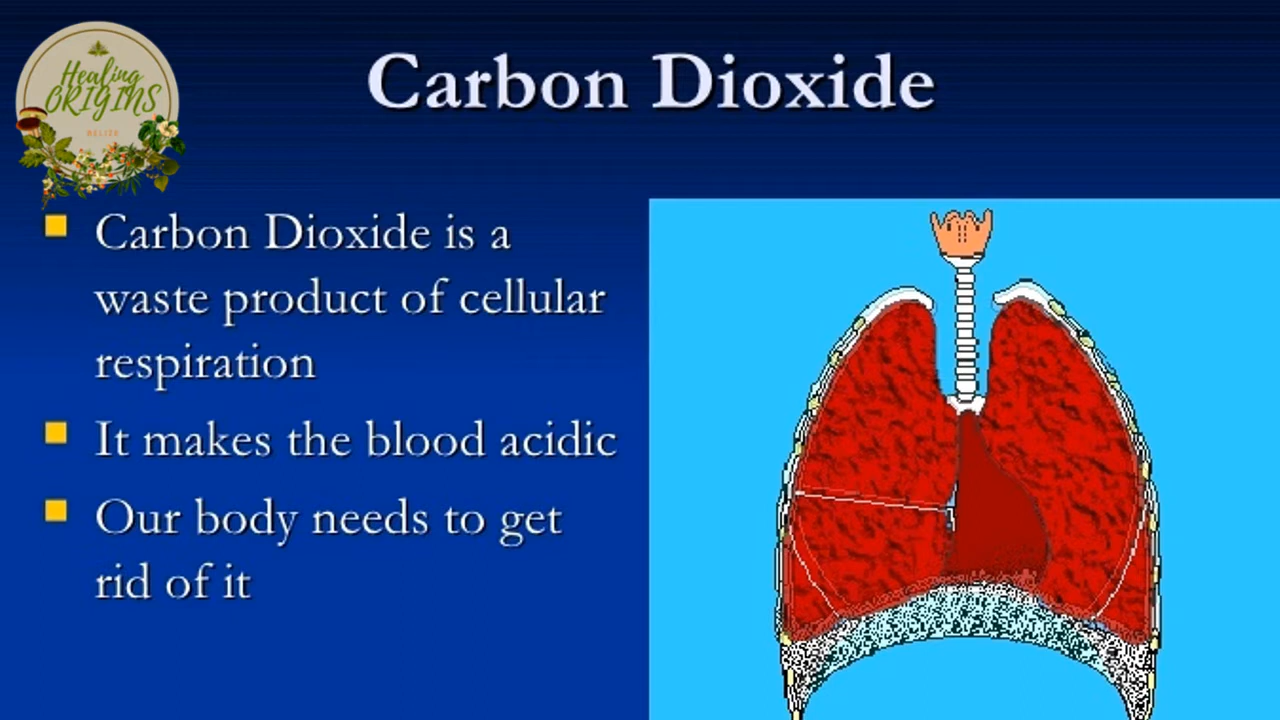 Healing
ORIGINS
BELIZE
Carbon Dioxide
Carbon Dioxide is a
waste product of cellular
respiration
It makes the blood acidic
Our body needs to get
rid of it